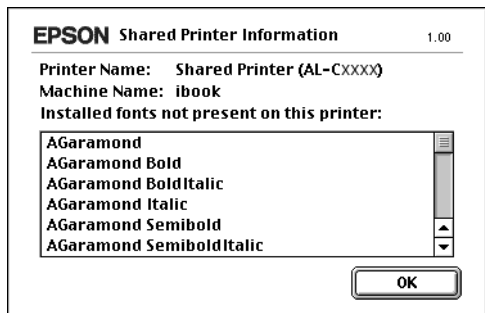 EPSON Shared Printer Information 1.00
Printer Name: Shared Printer (AL-CXXXX)
Machine Name: ibook
Installed fonts not present on this printer:
AGaramond
AGaramond Bold
AGaramond BoldItalic
AGaramond Italic
AGaramond Semibold
AGaramond SemiboldItalic
OK